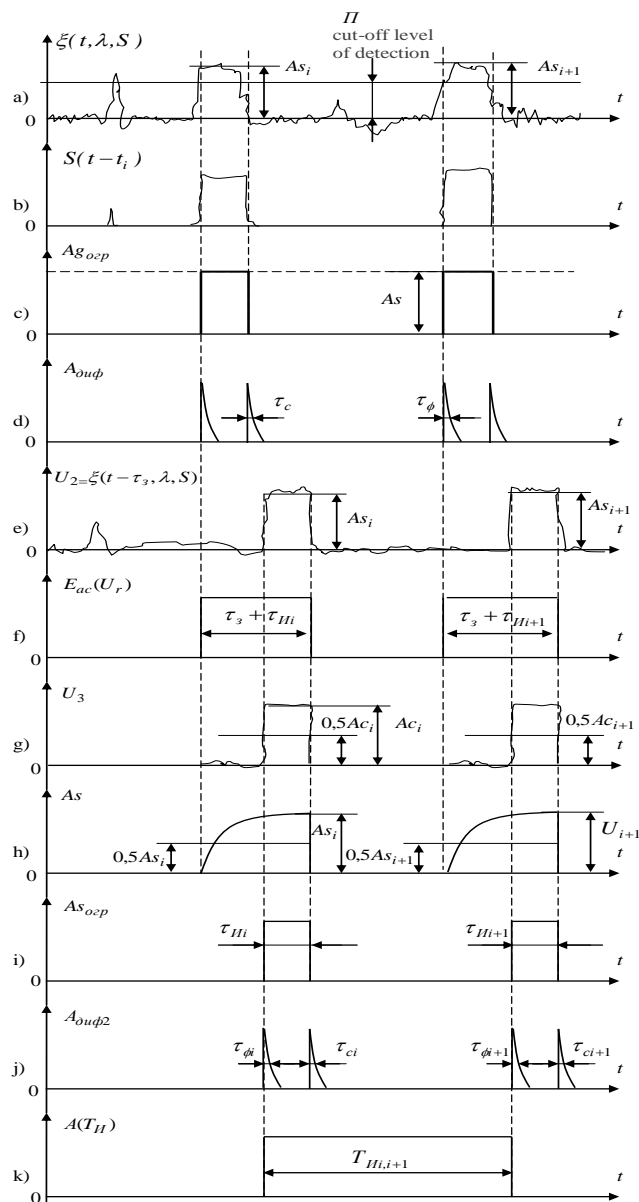 ξ(t,λ,S)
П
cut-off level
of detection
As_i
As_{i+1}
a)
0
t
S(t−t_i)
b)
0
t
Ag_огр
As
c)
0
t
A_диф
τ_c
τ_ф
d)
0
t
U_2=ξ(t−τ_з,λ,S)
As_i
As_{i+1}
e)
0
t
E_ac(U_r)
τ_з+τ_Иi
τ_з+τ_Иi+1
f)
0
t
U_3
0,5Ac_i
Ac_i
0,5Ac_{i+1}
g)
0
t
As
0,5As_i
As_i
0,5As_{i+1}
U_{i+1}
h)
0
t
As_огр
τ_Иi
τ_Иi+1
i)
0
t
A_диф2
τ_фi
τ_ci
τ_фi+1
τ_ci+1
j)
0
t
A(T_И)
T_Иi,i+1
k)
0
t